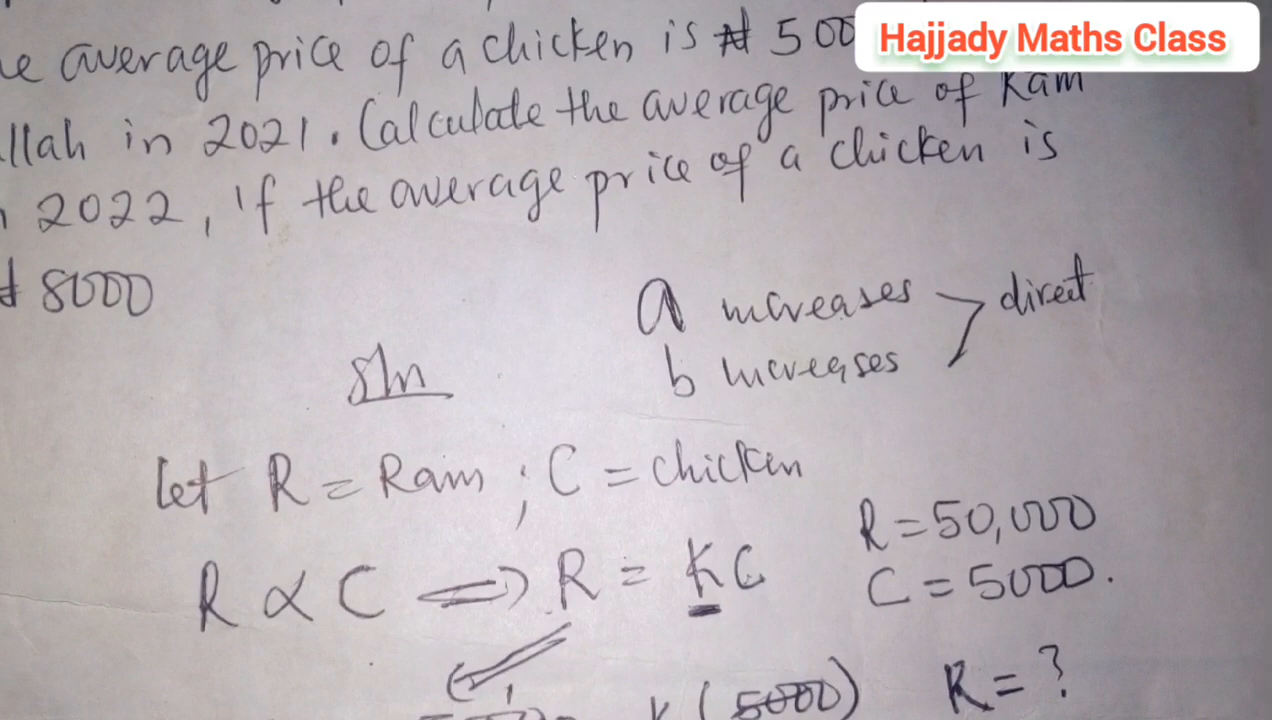 Hajjady Maths Class
average price of a chicken is ₦ 500
llah in 2021. Calculate the average price of Ram
2022, if the average price of a chicken is
8000
a increases
direct
b increases
Sln
let R = Ram ; C = chicken
R = 50,000
R ∝ C ⟹ R = KC
C = 5000.
K (5000)
R = ?